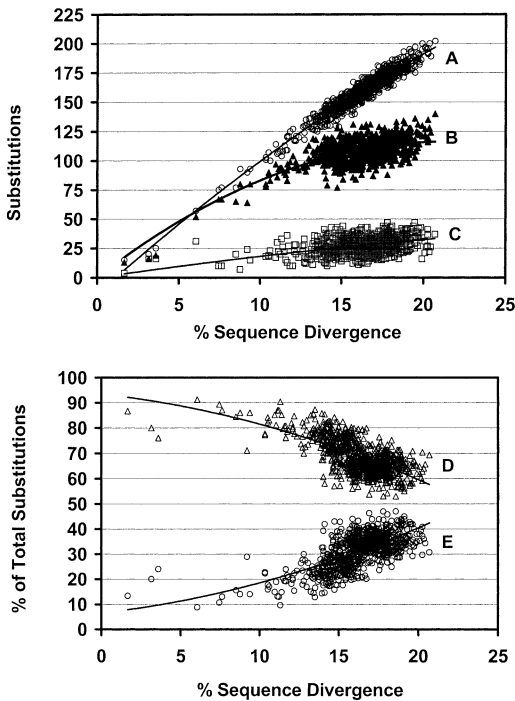 225
200
175
150
125
100
75
50
25
0
Substitutions
A
B
C
0 5 10 15 20 25
% Sequence Divergence
100
90
80
70
60
50
40
30
20
10
0
% of Total Substitutions
D
E
0 5 10 15 20 25
% Sequence Divergence